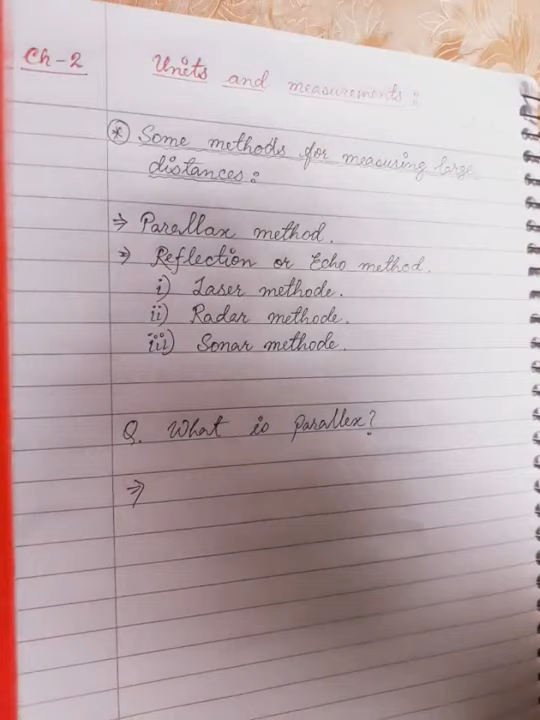 Ch-2
Units and measurements :
* Some methods for measuring large
distances :
⇒ Parallax method.
⇒ Reflection or Echo method.
i) Laser methode.
ii) Radar methode.
iii) Sonar methode.
Q. What is parallex?
⇒